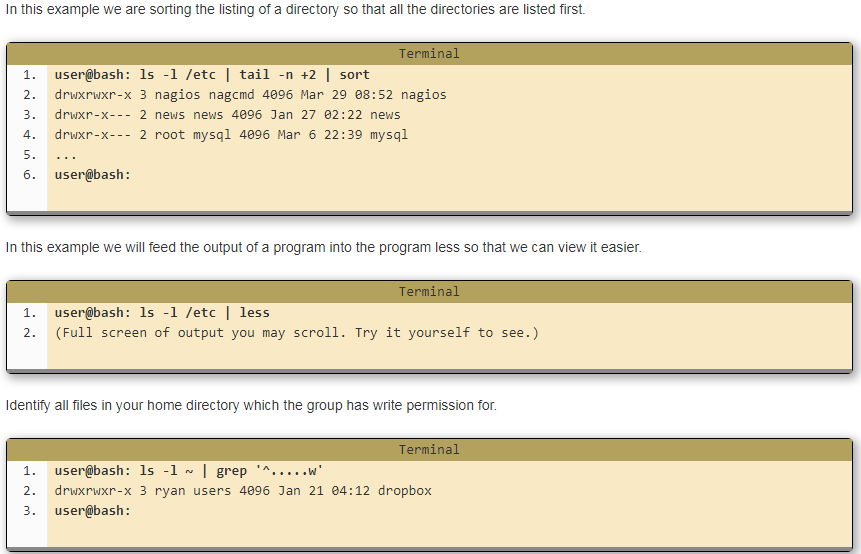 In this example we are sorting the listing of a directory so that all the directories are listed first.
Terminal
1. user@bash: ls -l /etc | tail -n +2 | sort
2. drwxrwxr-x 3 nagios nagcmd 4096 Mar 29 08:52 nagios
3. drwxr-x--- 2 news news 4096 Jan 27 02:22 news
4. drwxr-x--- 2 root mysql 4096 Mar 6 22:39 mysql
5. ...
6. user@bash:
In this example we will feed the output of a program into the program less so that we can view it easier.
Terminal
1. user@bash: ls -l /etc | less
2. (Full screen of output you may scroll. Try it yourself to see.)
Identify all files in your home directory which the group has write permission for.
Terminal
1. user@bash: ls -l ~ | grep '^.....w'
2. drwxrwxr-x 3 ryan users 4096 Jan 21 04:12 dropbox
3. user@bash: